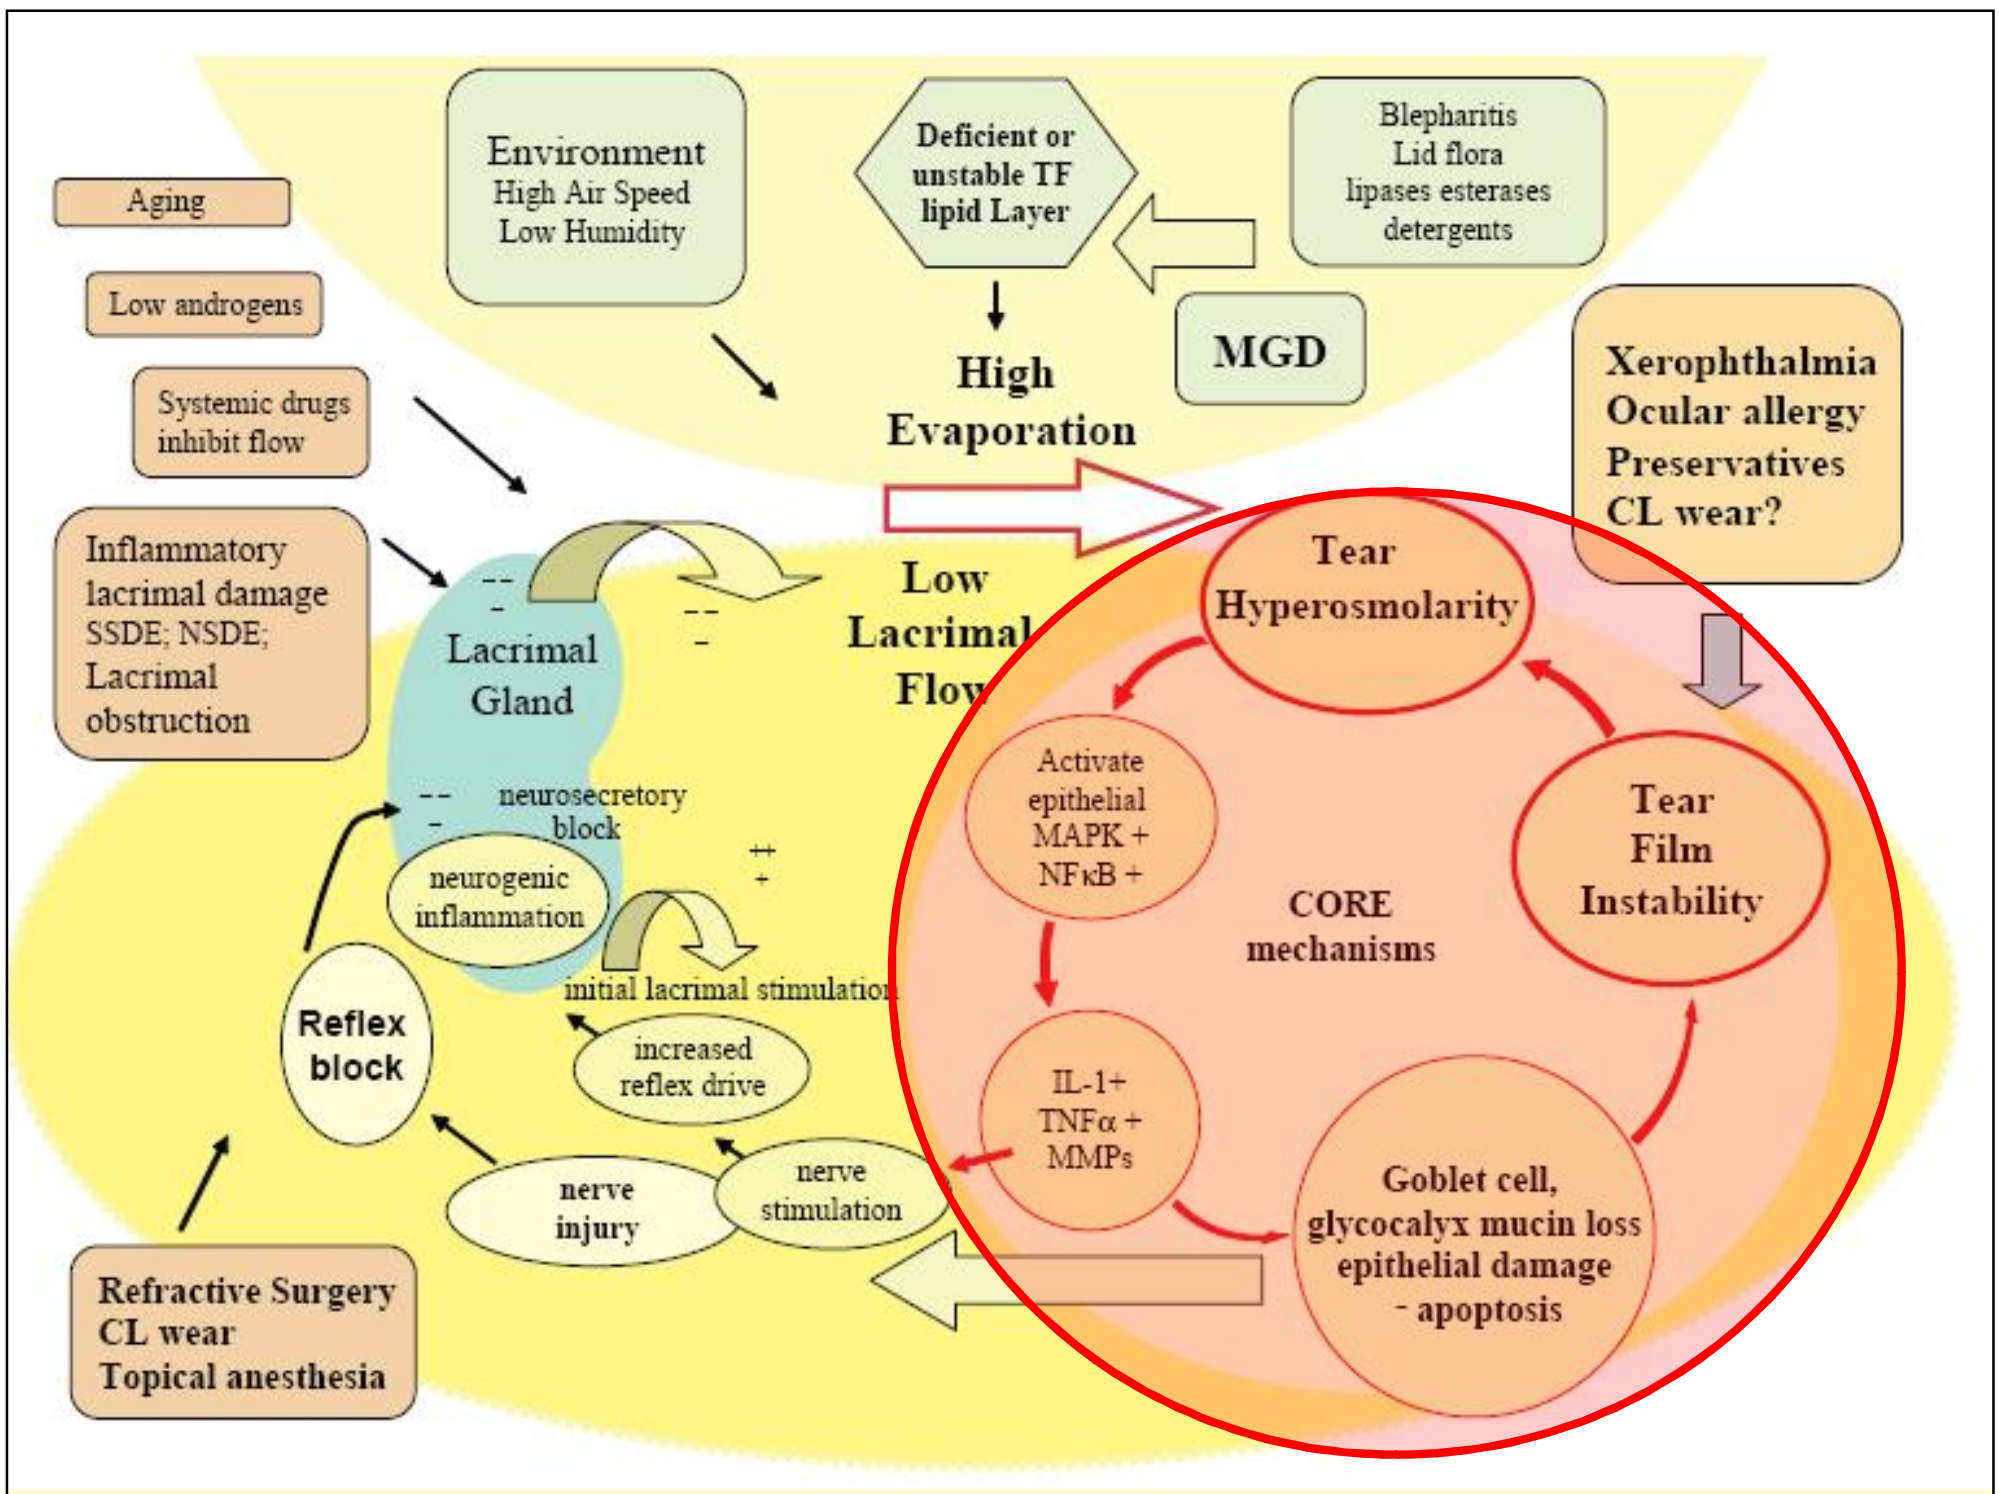 Environment
High Air Speed
Low Humidity
Deficient or
unstable TF
lipid Layer
Blepharitis
Lid flora
lipases esterases
detergents
Aging
Low androgens
Systemic drugs
inhibit flow
High
Evaporation
MGD
Xerophthalmia
Ocular allergy
Preservatives
CL wear?
Inflammatory
lacrimal damage
SSDE; NSDE;
Lacrimal
obstruction
-- 
-
Lacrimal
Gland
-- 
-
Low
Lacrimal
Flow
Tear
Hyperosmolarity
Activate
epithelial
MAPK +
NFκB +
Tear
Film
Instability
CORE
mechanisms
-- 
-
neurosecretory
block
neurogenic
inflammation
++
+
initial lacrimal stimulation
Reflex
block
increased
reflex drive
IL-1+
TNFα +
MMPs
nerve
injury
nerve
stimulation
Goblet cell,
glycocalyx mucin loss
epithelial damage
- apoptosis
Refractive Surgery
CL wear
Topical anesthesia